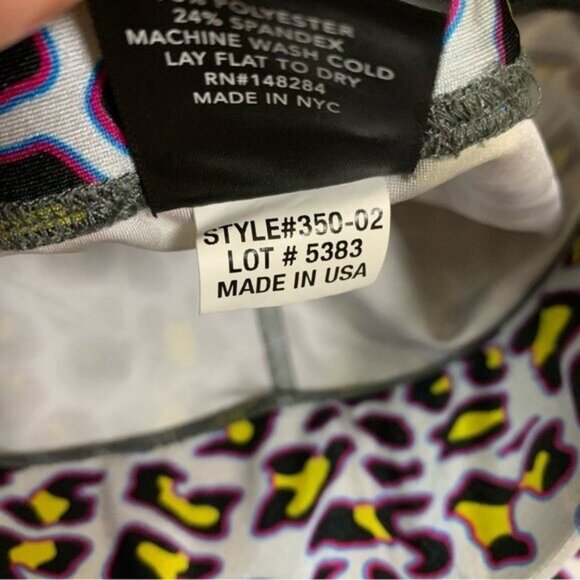 POLYESTER
24% SPANDEX
MACHINE WASH COLD
LAY FLAT TO DRY
RN#148284
MADE IN NYC
STYLE#350-02
LOT # 5383
MADE IN USA